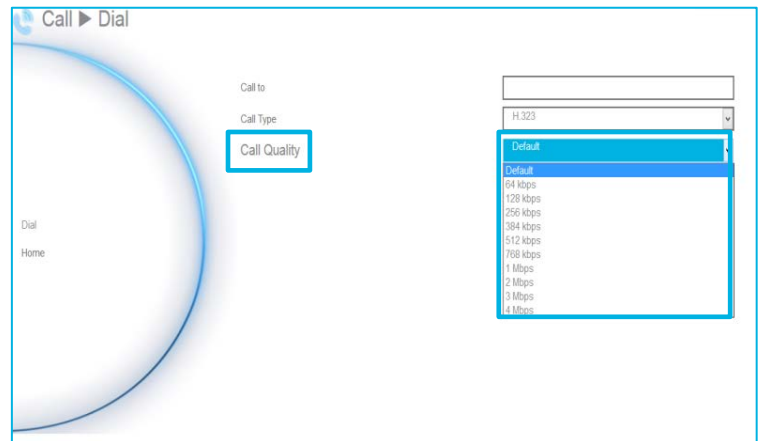 Call ▶ Dial
Call to
Call Type
H.323
Call Quality
Default
Default
64 kbps
128 kbps
256 kbps
384 kbps
512 kbps
768 kbps
1 Mbps
2 Mbps
3 Mbps
4 Mbps
Dial
Home